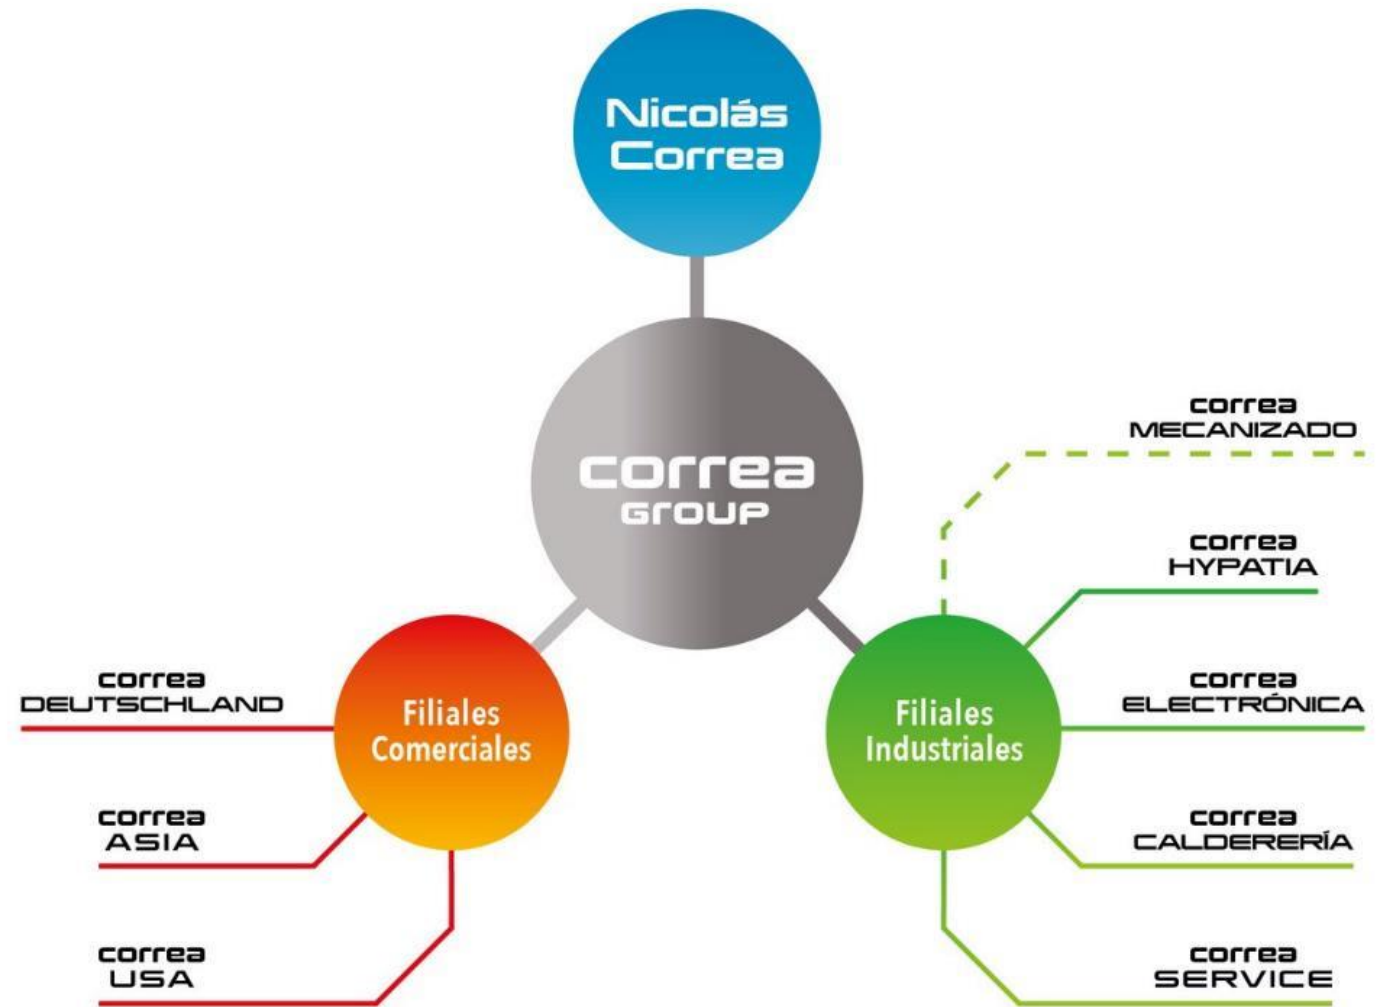 Nicolás
Correa
correa
GROUP
Filiales
Comerciales
correa
DEUTSCHLAND
correa
ASIA
correa
USA
Filiales
Industriales
correa
MECANIZADO
correa
HYPATIA
correa
ELECTRÓNICA
correa
CALDERERÍA
correa
SERVICE